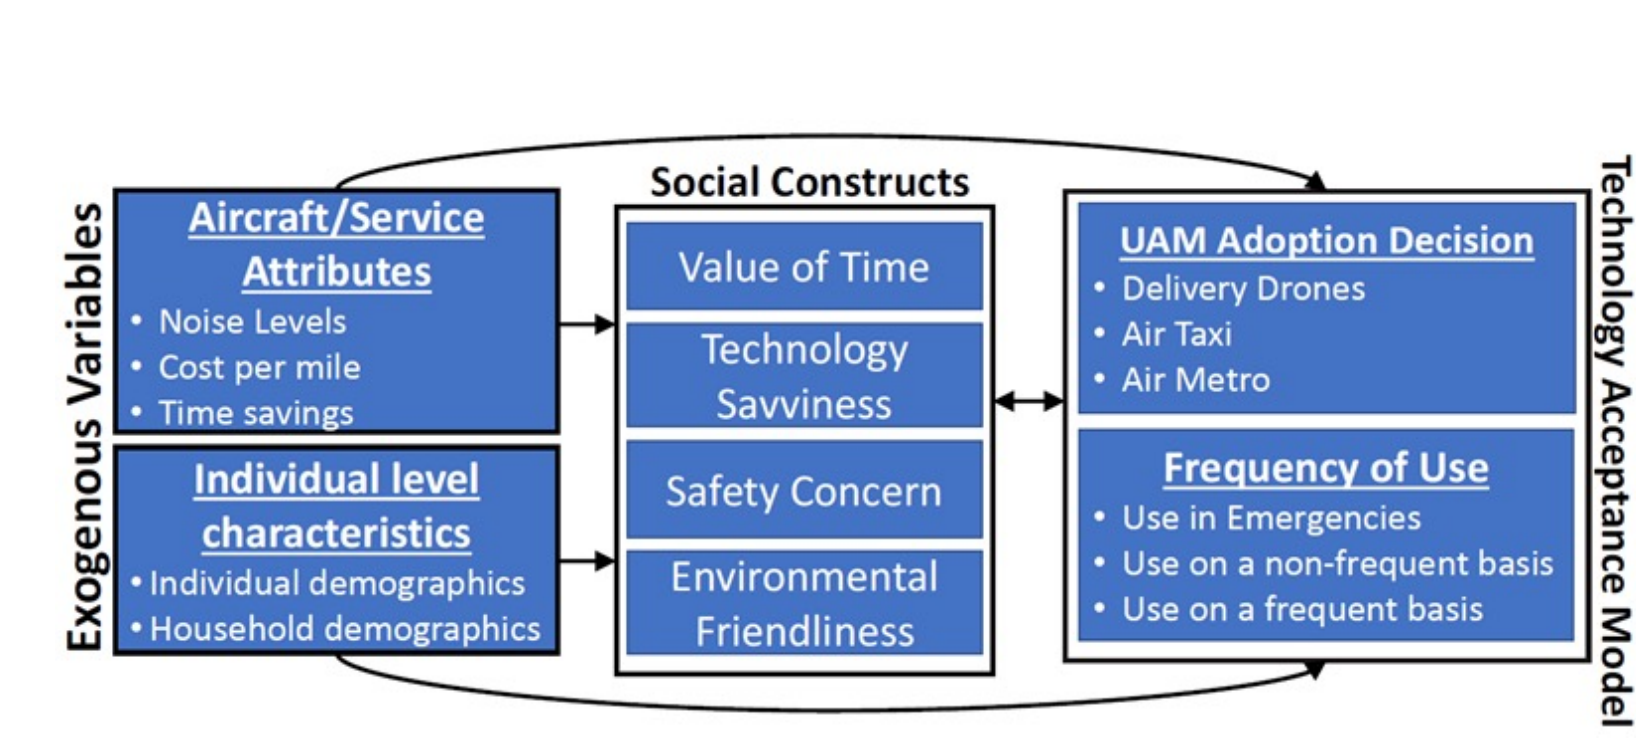 Exogenous Variables
Aircraft/Service
Attributes
• Noise Levels
• Cost per mile
• Time savings
Individual level
characteristics
• Individual demographics
• Household demographics
Social Constructs
Value of Time
Technology
Savviness
Safety Concern
Environmental
Friendliness
UAM Adoption Decision
• Delivery Drones
• Air Taxi
• Air Metro
Frequency of Use
• Use in Emergencies
• Use on a non-frequent basis
• Use on a frequent basis
Technology Acceptance Model